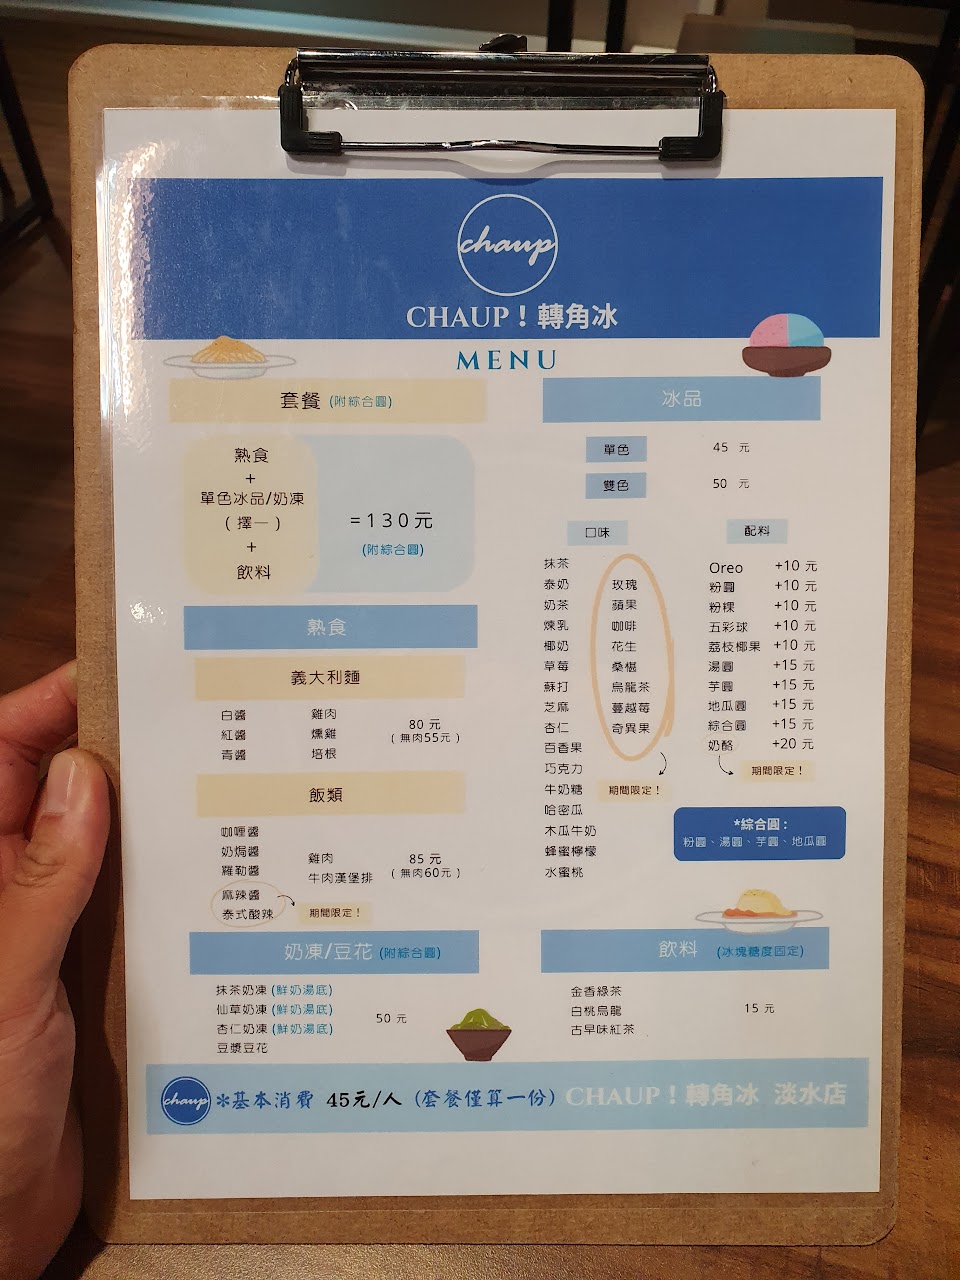 chaup
CHAUP！轉角冰
MENU
套餐 (附綜合圓)
熟食
+
單色冰品/奶凍
(擇一)
+
飲料
=130元
(附綜合圓)
熟食
義大利麵
白醬 雞肉
紅醬 燻雞
青醬 培根
80 元
(無肉55元)
飯類
咖喱醬
奶焗醬
羅勒醬
麻辣醬
泰式酸辣
雞肉
牛肉漢堡排
85 元
(無肉60元)
期間限定！
奶凍/豆花 (附綜合圓)
抹茶奶凍 (鮮奶湯底)
仙草奶凍 (鮮奶湯底)
杏仁奶凍 (鮮奶湯底)
豆漿豆花
50 元
冰品
單色 45 元
雙色 50 元
口味
抹茶
泰奶
奶茶
煉乳
椰奶
草莓
蘇打
芝麻
杏仁
百香果
巧克力
牛奶糖
哈密瓜
木瓜牛奶
蜂蜜檸檬
水蜜桃
玫瑰
蘋果
咖啡
花生
桑椹
烏龍茶
蔓越莓
奇異果
期間限定！
配料
Oreo +10 元
粉圓 +10 元
粉粿 +10 元
五彩球 +10 元
荔枝椰果 +10 元
湯圓 +15 元
芋圓 +15 元
地瓜圓 +15 元
綜合圓 +15 元
奶酪 +20 元
期間限定！
*綜合圓：
粉圓、湯圓、芋圓、地瓜圓
飲料 (冰塊糖度固定)
金香綠茶
白桃烏龍
古早味紅茶
15 元
chaup *基本消費 45元/人 (套餐僅算一份) CHAUP！轉角冰 淡水店